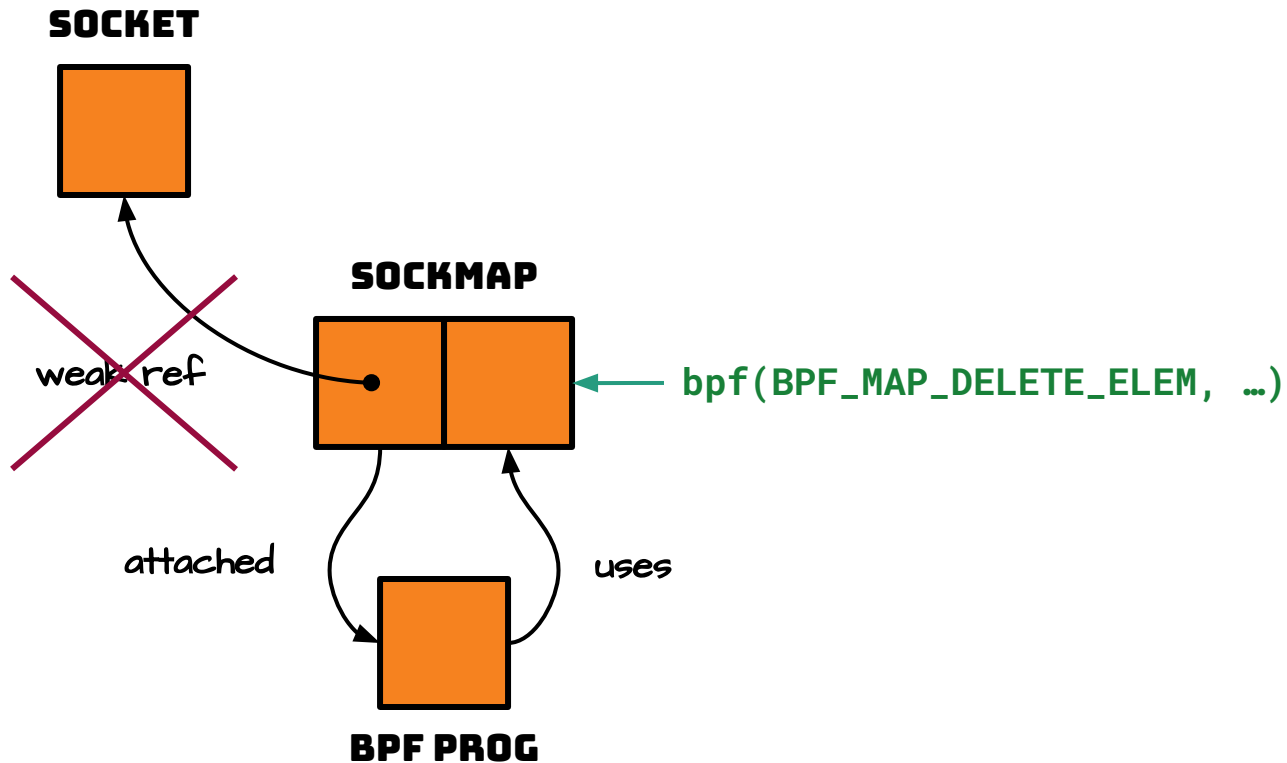 SOCKET
SOCKMAP
weak ref
bpf(BPF_MAP_DELETE_ELEM, …)
attached
uses
BPF PROG